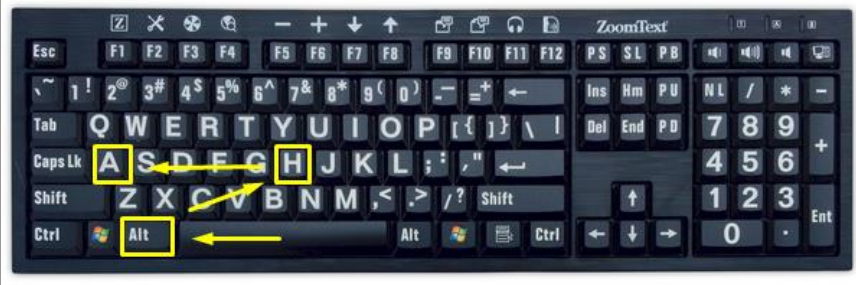 Z − + ↓ ↑ ZoomText
Esc F1 F2 F3 F4 F5 F6 F7 F8 F9 F10 F11 F12 PS SL PB
`~ 1! 2@ 3# 4$ 5% 6^ 7& 8* 9( 0) -_ =+ ← Ins Hm PU NL / * −
Tab Q W E R T Y U I O P [{ ]} \| Del End PD 7 8 9 +
Caps Lk A S D F G H J K L ;: '" ↵ 4 5 6
Shift Z X C V B N M ,< .> /? Shift ↑ 1 2 3 Ent
Ctrl Alt Alt Ctrl ← ↓ → 0 .